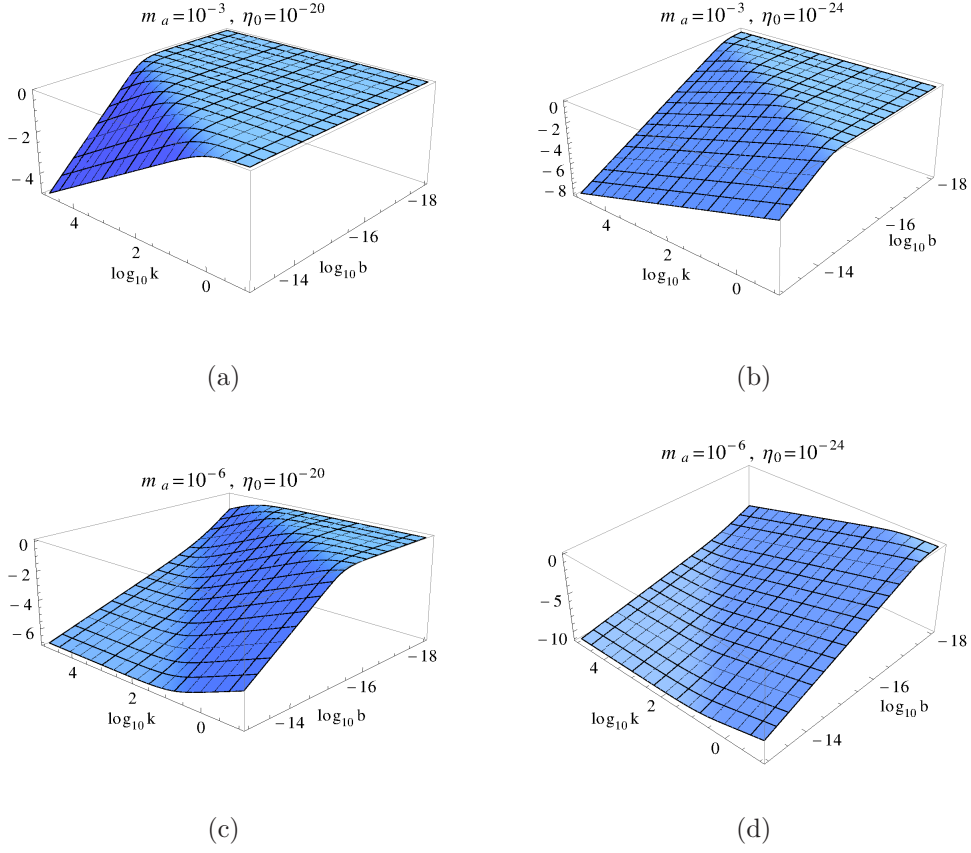 m a = 10^-3 , η0 = 10^-20
0
−2
−4
4
2
0
log10 k
−14
−16
−18
log10 b
(a)
m a = 10^-3 , η0 = 10^-24
0
−2
−4
−6
−8
4
2
0
log10 k
−14
−16
−18
log10 b
(b)
m a = 10^-6 , η0 = 10^-20
0
−2
−4
−6
4
2
0
log10 k
−14
−16
−18
log10 b
(c)
m a = 10^-6 , η0 = 10^-24
0
−5
−10
4
2
0
log10 k
−14
−16
−18
log10 b
(d)